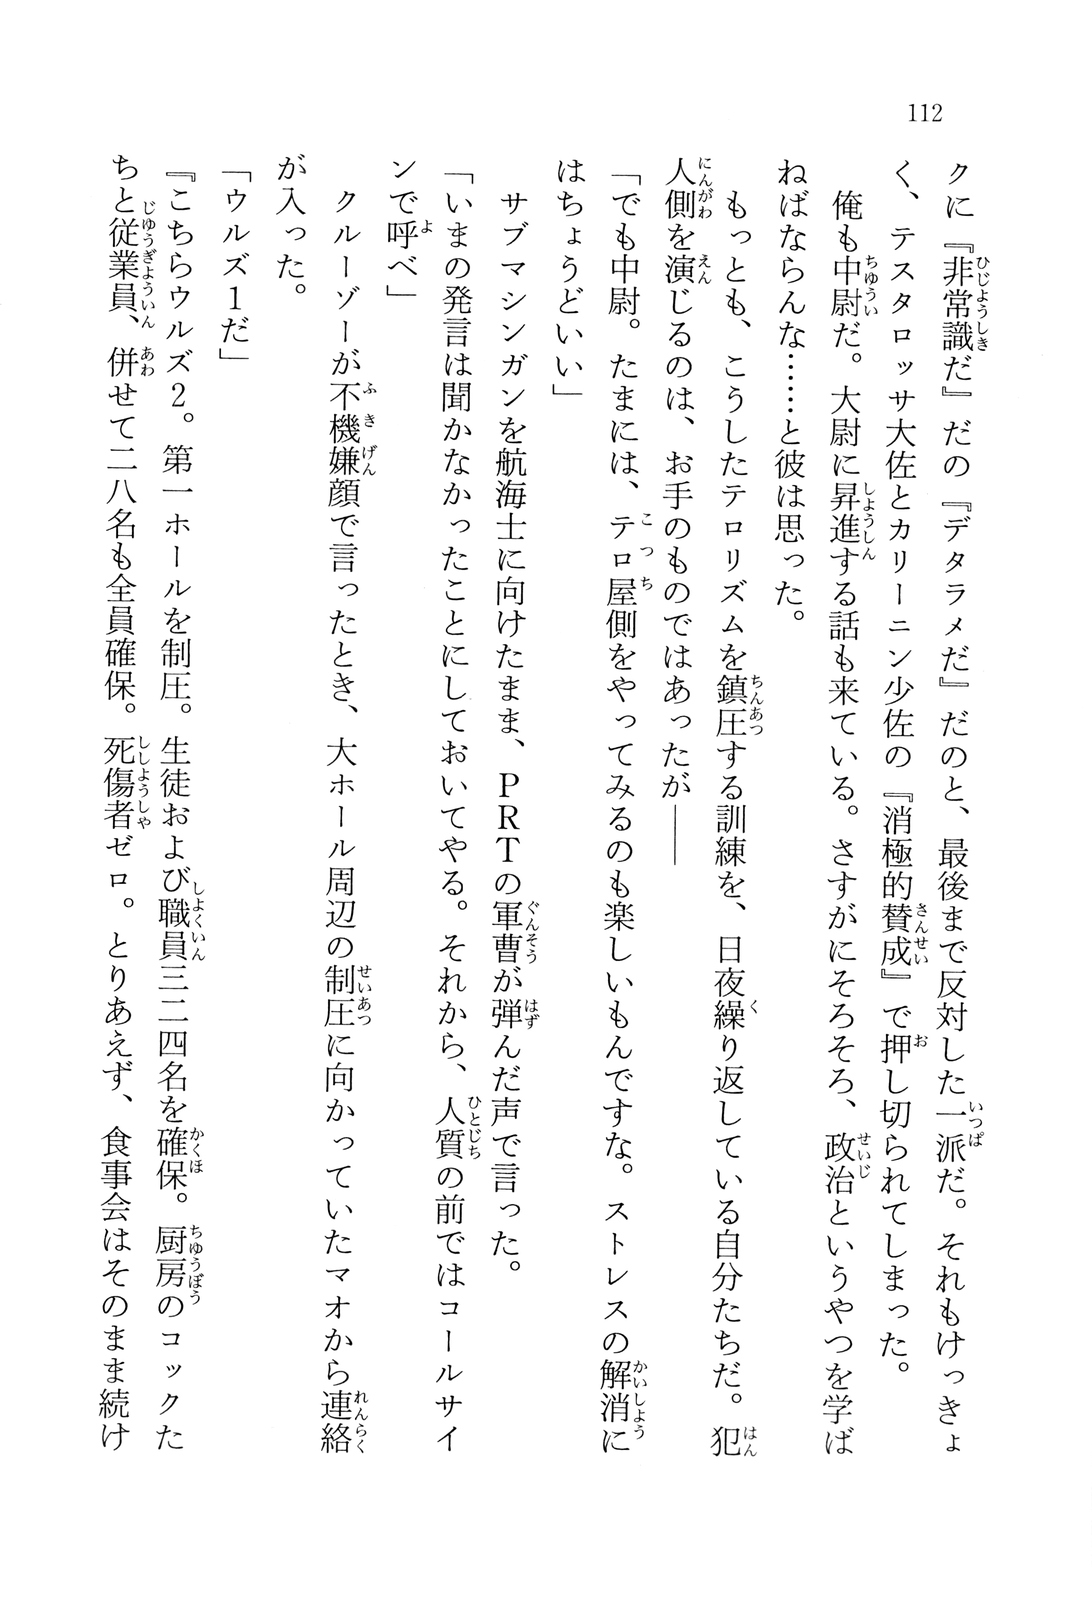 112
クに『非常識だ』だの『デタラメだ』だのと、最後まで反対した一派だ。それもけっきょ
く、テスタロッサ大佐とカリーニン少佐の『消極的賛成』で押し切られてしまった。
俺も中尉だ。大尉に昇進する話も来ている。さすがにそろそろ、政治というやつを学ば
ねばならんな……と彼は思った。
もっとも、こうしたテロリズムを鎮圧する訓練を、日夜繰り返している自分たちだ。犯
人側を演じるのは、お手のものではあったが――
「でも中尉。たまには、テロ屋側をやってみるのも楽しいもんですな。ストレスの解消に
はちょうどいい」
サブマシンガンを航海士に向けたまま、PRTの軍曹が弾んだ声で言った。
「いまの発言は聞かなかったことにしておいてやる。それから、人質の前ではコールサイ
ンで呼べ」
クルーゾーが不機嫌顔で言ったとき、大ホール周辺の制圧に向かっていたマオから連絡
が入った。
「ウルズ1だ」
『こちらウルズ2。第一ホールを制圧。生徒および職員三二四名を確保。厨房のコックた
ちと従業員、併せて二八名も全員確保。死傷者ゼロ。とりあえず、食事会はそのまま続け